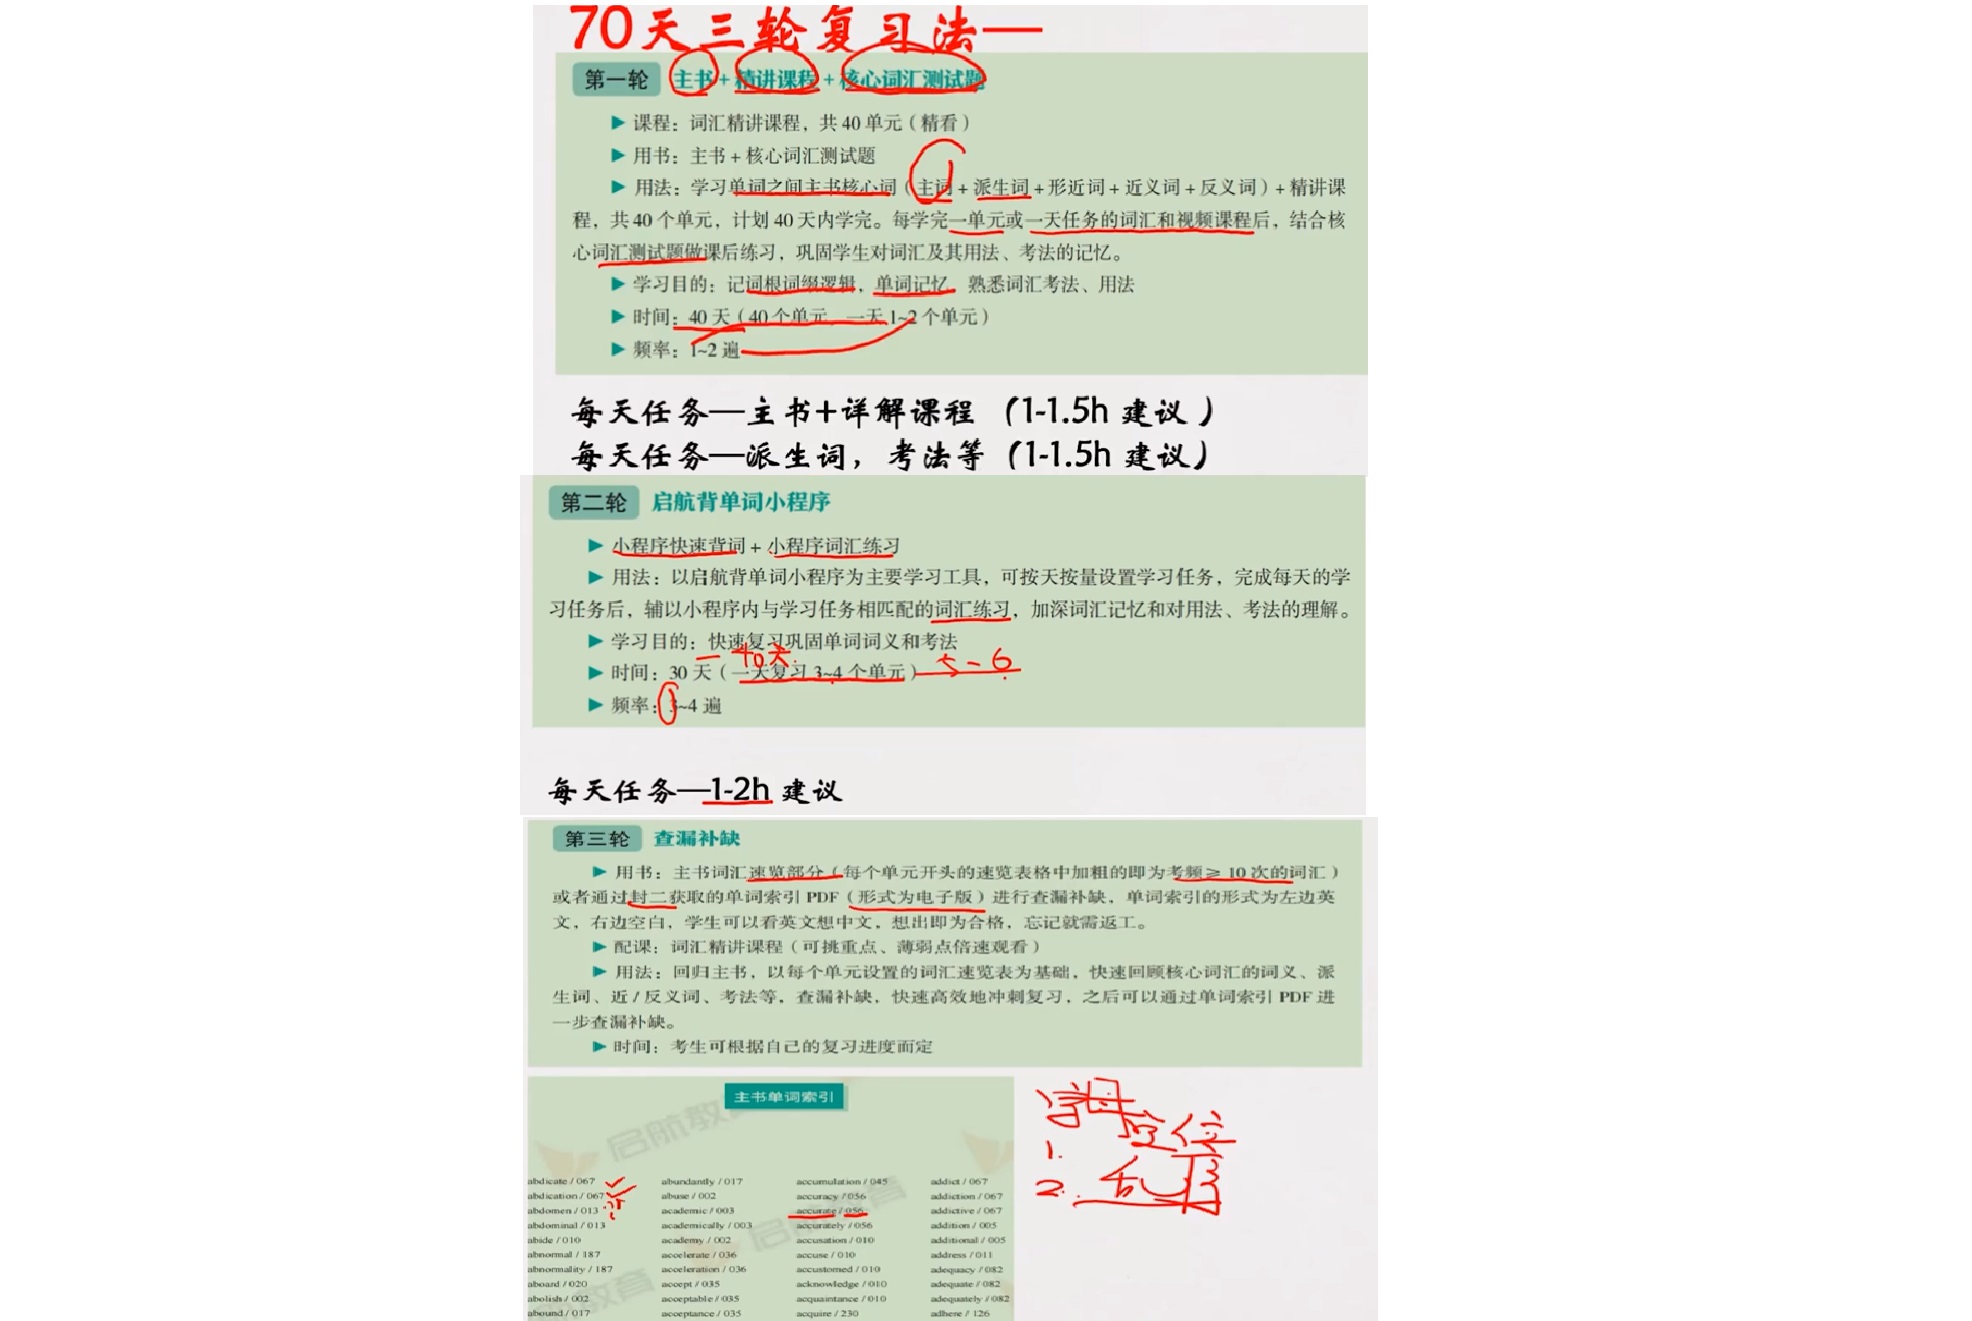 70天三轮复习法—
第一轮 主书+精讲课程+核心词汇测试题
▶ 课程：词汇精讲课程，共40单元（精看）
▶ 用书：主书+核心词汇测试题
▶ 用法：学习单词之间主书核心词（主词+派生词+形近词+近义词+反义词）+精讲课
程，共40个单元，计划40天内学完。每学完一单元或一天任务的词汇和视频课程后，结合核
心词汇测试题做课后练习，巩固学生对词汇及其用法、考法的记忆。
▶ 学习目的：记词根词缀逻辑，单词记忆，熟悉词汇考法、用法
▶ 时间：40天（40个单元，一天1~2个单元）
▶ 频率：1~2遍
每天任务—主书+详解课程（1-1.5h 建议）
每天任务—派生词，考法等（1-1.5h 建议）
第二轮 启航背单词小程序
▶ 小程序快速背词+小程序词汇练习
▶ 用法：以启航背单词小程序为主要学习工具，可按天按量设置学习任务，完成每天的学
习任务后，辅以小程序内与学习任务相匹配的词汇练习，加深词汇记忆和对用法、考法的理解。
▶ 学习目的：快速复习巩固单词词义和考法
一 40天
▶ 时间：30天（一天复习3~4个单元）5-6
▶ 频率：3~4遍
每天任务—1-2h 建议
第三轮 查漏补缺
▶ 用书：主书词汇速览部分（每个单元开头的速览表格中加粗的即为考频≥10次的词汇）
或者通过封二获取的单词索引PDF（形式为电子版）进行查漏补缺，单词索引的形式为左边英
文，右边空白，学生可以看英文想中文，想出即为合格，忘记就需返工。
▶ 配课：词汇精讲课程（可挑重点、薄弱点倍速观看）
▶ 用法：回归主书，以每个单元设置的词汇速览表为基础，快速回顾核心词汇的词义、派
生词、近/反义词、考法等，查漏补缺，快速高效地冲刺复习，之后可以通过单词索引PDF进
一步查漏补缺。
▶ 时间：考生可根据自己的复习进度而定
主书单词索引
启航教育
abdicate / 067 abundantly / 017 accumulation / 045 addict / 067
abdication / 067 abuse / 002 accuracy / 056 addiction / 067
abdomen / 013 academic / 003 accurate / 056 addictive / 067
abdominal / 013 academically / 003 accurately / 056 addition / 005
abide / 010 academy / 002 accusation / 010 additional / 005
abnormal / 187 accelerate / 036 accuse / 010 address / 011
abnormality / 187 acceleration / 036 accustomed / 010 adequacy / 082
aboard / 020 accept / 035 acknowledge / 010 adequate / 082
abolish / 002 acceptable / 035 acquaintance / 010 adequately / 082
abound / 017 acceptance / 035 acquire / 230 adhere / 126
字母
定位
1.
2. 乱序